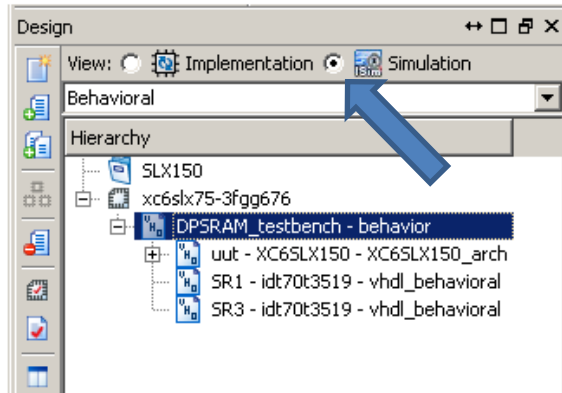 Design
View: Implementation iSim Simulation
Behavioral
Hierarchy
SLX150
xc6slx75-3fgg676
DPSRAM_testbench - behavior
uut - XC6SLX150 - XC6SLX150_arch
SR1 - idt70t3519 - vhdl_behavioral
SR3 - idt70t3519 - vhdl_behavioral